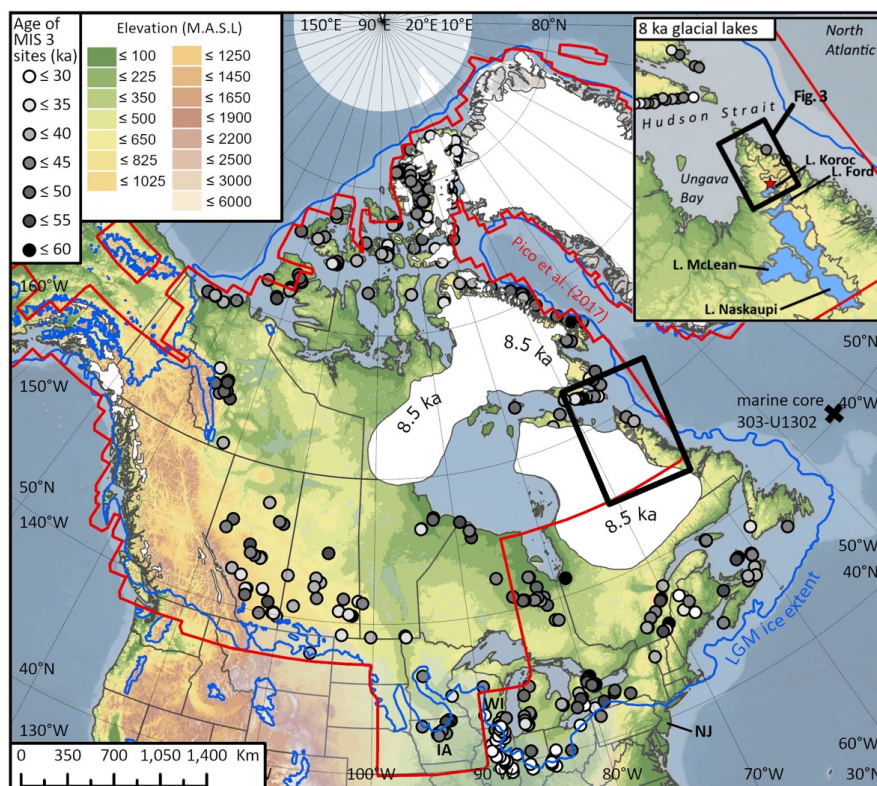 Age of
MIS 3
sites (ka)
≤ 30
≤ 35
≤ 40
≤ 45
≤ 50
≤ 55
≤ 60
Elevation (M.A.S.L)
≤ 100
≤ 225
≤ 350
≤ 500
≤ 650
≤ 825
≤ 1025
≤ 1250
≤ 1450
≤ 1650
≤ 1900
≤ 2200
≤ 2500
≤ 3000
≤ 6000
150°E 90°E 20°E 10°E
80°N
8 ka glacial lakes
North
Atlantic
Fig. 3
Hudson Strait
L. Koroc
L. Ford
Ungava
Bay
L. McLean
L. Naskaupi
Pico et al. (2017)
160°W
150°W
50°N
140°W
40°N
130°W
8.5 ka
8.5 ka
8.5 ka
50°N
40°W
marine core
303-U1302
50°W
40°N
LGM ice extent
WI
IA
NJ
0 350 700 1,050 1,400 Km
100°W
90°W
80°W
70°W
60°W
30°N